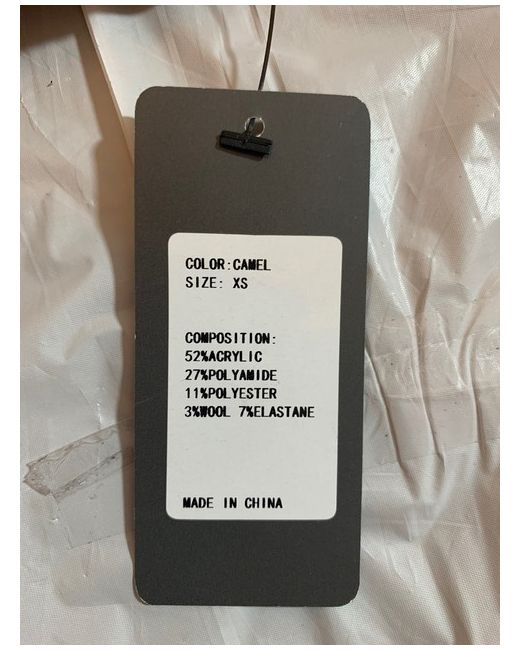 COLOR:CAMEL
SIZE: XS
COMPOSITION:
52%ACRYLIC
27%POLYAMIDE
11%POLYESTER
3%WOOL 7%ELASTANE
MADE IN CHINA